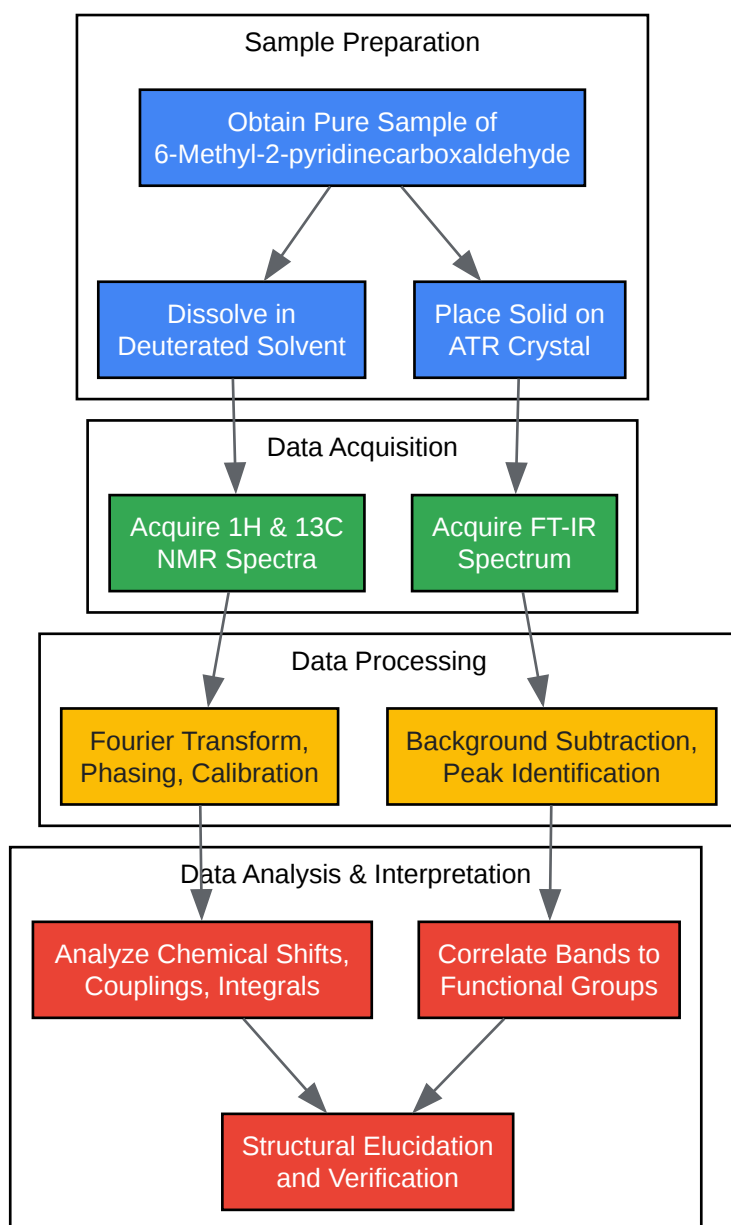 Sample Preparation
Obtain Pure Sample of
6-Methyl-2-pyridinecarboxaldehyde
Dissolve in
Deuterated Solvent
Place Solid on
ATR Crystal
Data Acquisition
Acquire 1H & 13C
NMR Spectra
Acquire FT-IR
Spectrum
Data Processing
Fourier Transform,
Phasing, Calibration
Background Subtraction,
Peak Identification
Data Analysis & Interpretation
Analyze Chemical Shifts,
Couplings, Integrals
Correlate Bands to
Functional Groups
Structural Elucidation
and Verification